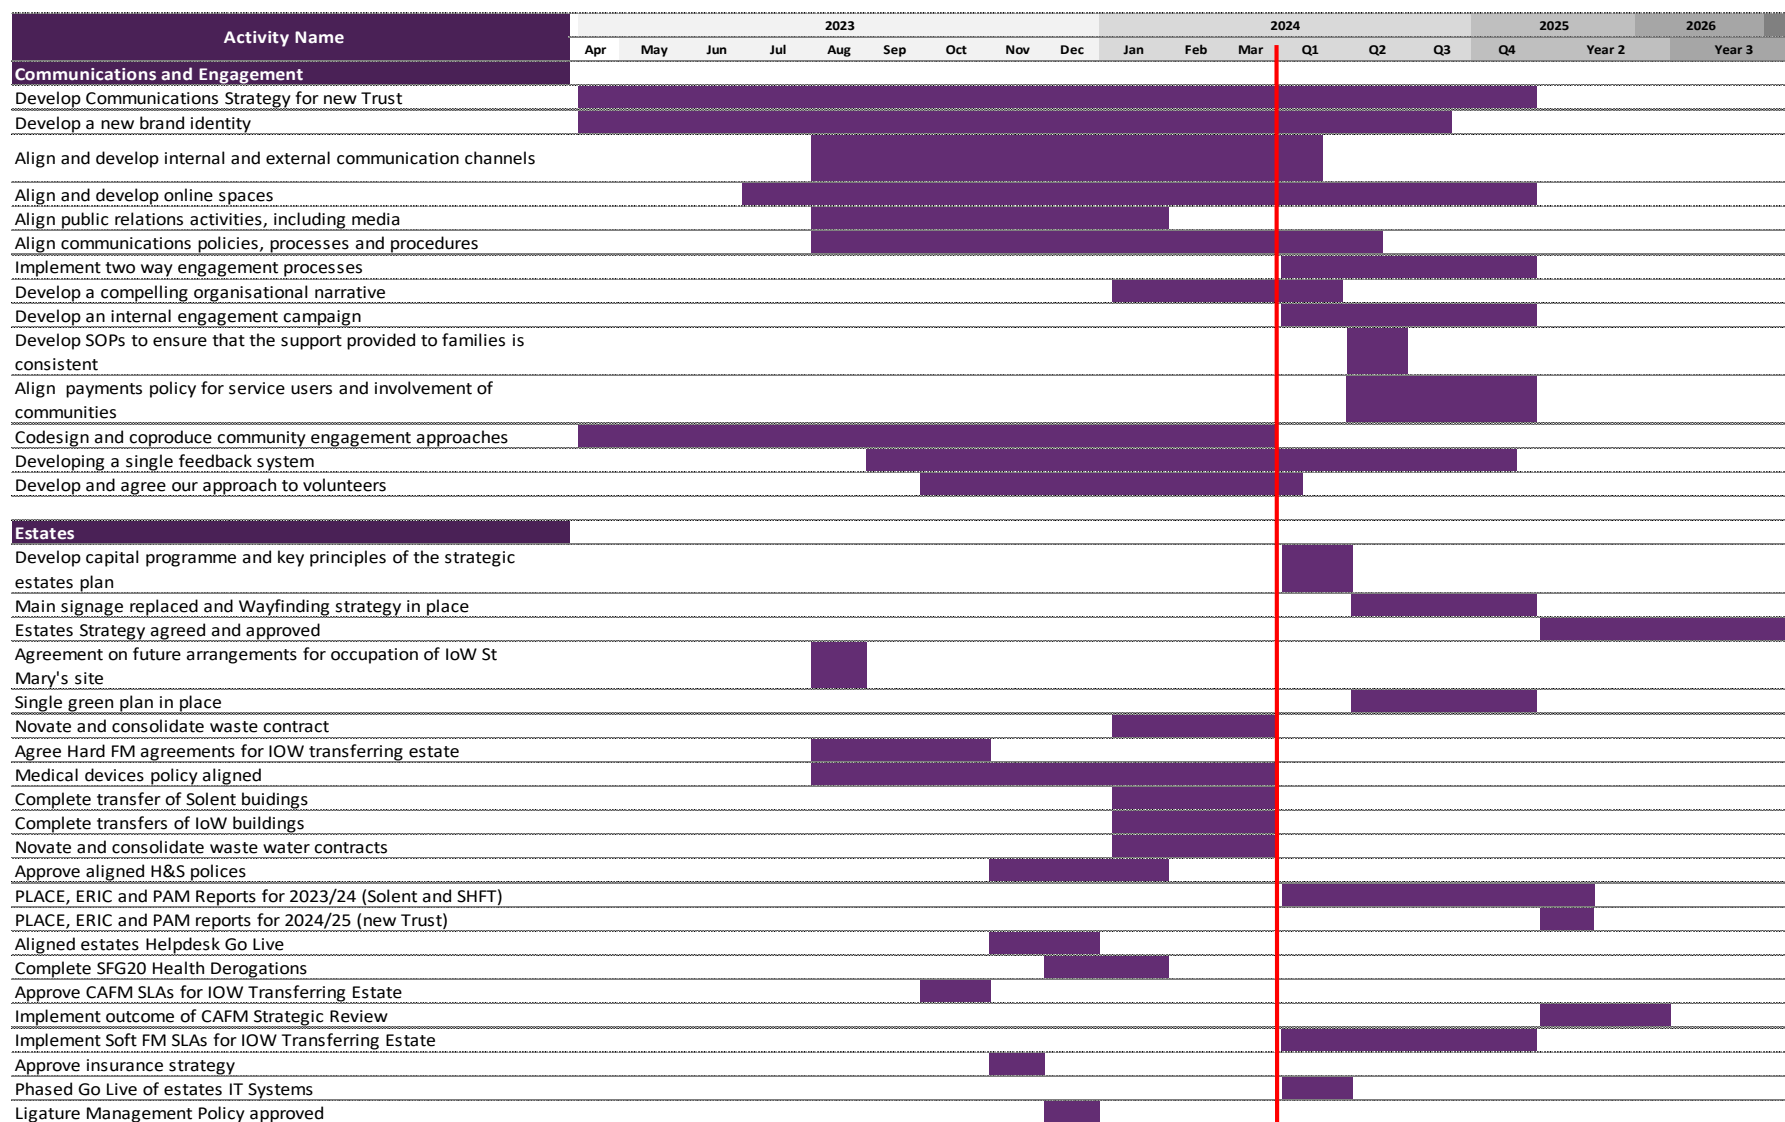 Activity Name
2023 2024 2025 2026
Apr May Jun Jul Aug Sep Oct Nov Dec Jan Feb Mar Q1 Q2 Q3 Q4 Year 2 Year 3
Communications and Engagement
Develop Communications Strategy for new Trust
Develop a new brand identity
Align and develop internal and external communication channels
Align and develop online spaces
Align public relations activities, including media
Align communications policies, processes and procedures
Implement two way engagement processes
Develop a compelling organisational narrative
Develop an internal engagement campaign
Develop SOPs to ensure that the support provided to families is
consistent
Align  payments policy for service users and involvement of
communities
Codesign and coproduce community engagement approaches
Developing a single feedback system
Develop and agree our approach to volunteers
Estates
Develop capital programme and key principles of the strategic
estates plan
Main signage replaced and Wayfinding strategy in place
Estates Strategy agreed and approved
Agreement on future arrangements for occupation of IoW St
Mary's site
Single green plan in place
Novate and consolidate waste contract
Agree Hard FM agreements for IOW transferring estate
Medical devices policy aligned
Complete transfer of Solent buidings
Complete transfers of IoW buildings
Novate and consolidate waste water contracts
Approve aligned H&S polices
PLACE, ERIC and PAM Reports for 2023/24 (Solent and SHFT)
PLACE, ERIC and PAM reports for 2024/25 (new Trust)
Aligned estates Helpdesk Go Live
Complete SFG20 Health Derogations
Approve CAFM SLAs for IOW Transferring Estate
Implement outcome of CAFM Strategic Review
Implement Soft FM SLAs for IOW Transferring Estate
Approve insurance strategy
Phased Go Live of estates IT Systems
Ligature Management Policy approved